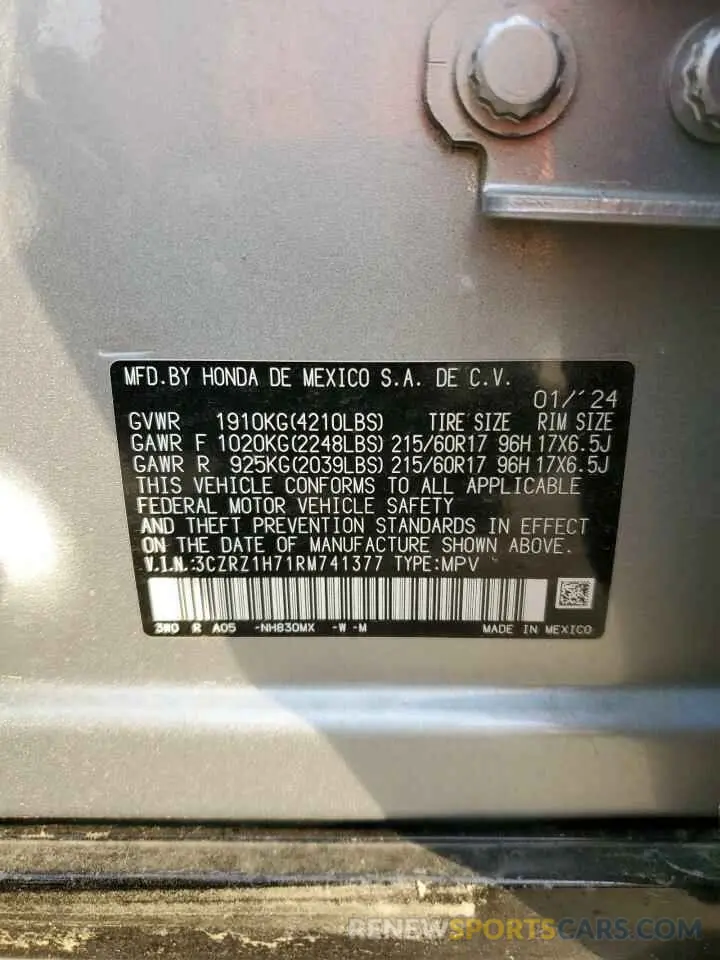 MFD.BY HONDA DE MEXICO S.A. DE C.V.
01/´24
GVWR 1910KG(4210LBS) TIRE SIZE RIM SIZE
GAWR F 1020KG(2248LBS) 215/60R17 96H 17X6.5J
GAWR R 925KG(2039LBS) 215/60R17 96H 17X6.5J
THIS VEHICLE CONFORMS TO ALL APPLICABLE
FEDERAL MOTOR VEHICLE SAFETY
AND THEFT PREVENTION STANDARDS IN EFFECT
ON THE DATE OF MANUFACTURE SHOWN ABOVE.
V.I.N.:3CZRZ1H71RM741377 TYPE:MPV
3W0 R A05 -NH830MX -W -M MADE IN MEXICO
RENEWSPORTSCARS.COM